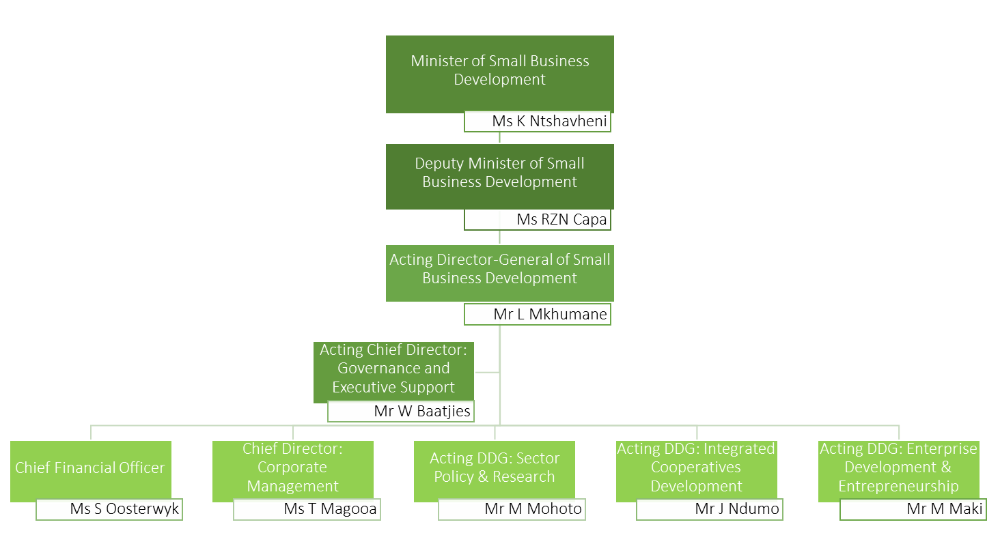 Minister of Small Business
Development
Ms K Ntshavheni
Deputy Minister of Small
Business Development
Ms RZN Capa
Acting Director-General of Small
Business Development
Mr L Mkhumane
Acting Chief Director:
Governance and
Executive Support
Mr W Baatjies
Chief Financial Officer
Ms S Oosterwyk
Chief Director:
Corporate
Management
Ms T Magooa
Acting DDG: Sector
Policy & Research
Mr M Mohoto
Acting DDG: Integrated
Cooperatives
Development
Mr J Ndumo
Acting DDG: Enterprise
Development &
Entrepreneurship
Mr M Maki